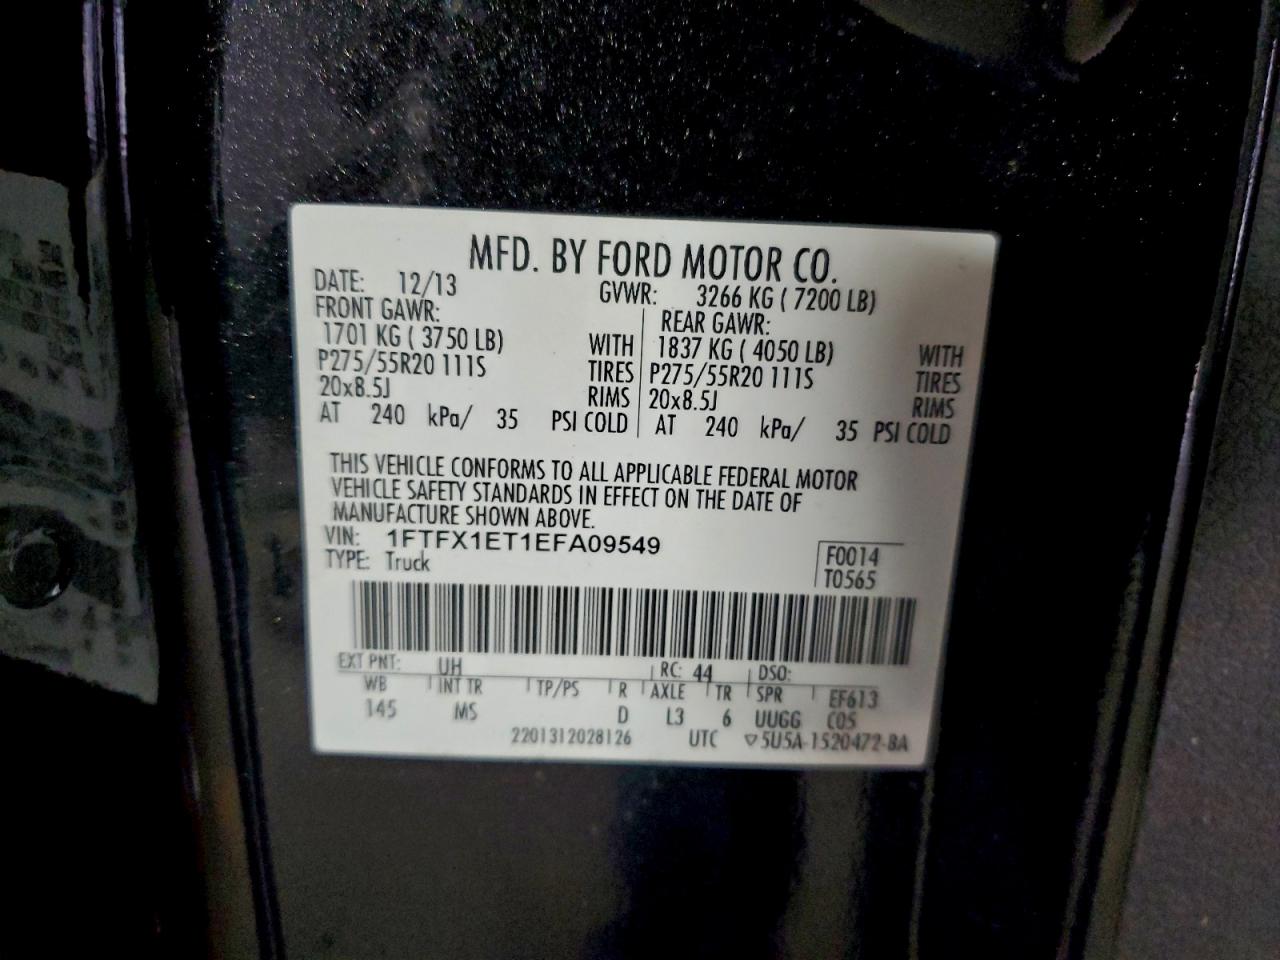 MFD. BY FORD MOTOR CO.
DATE: 12/13 GVWR: 3266 KG ( 7200 LB)
FRONT GAWR: REAR GAWR:
1701 KG ( 3750 LB) WITH 1837 KG ( 4050 LB) WITH
P275/55R20 111S TIRES P275/55R20 111S TIRES
20x8.5J RIMS 20x8.5J RIMS
AT 240 kPa/ 35 PSI COLD AT 240 kPa/ 35 PSI COLD
THIS VEHICLE CONFORMS TO ALL APPLICABLE FEDERAL MOTOR
VEHICLE SAFETY STANDARDS IN EFFECT ON THE DATE OF
MANUFACTURE SHOWN ABOVE.
VIN: 1FTFX1ET1EFA09549 F0014
TYPE: Truck T0565
EXT PNT: UH RC: 44 DSO:
WB INT TR TP/PS R AXLE TR SPR EF613
145 MS D L3 6 UUGG C05
2201312028126 UTC ▽5U5A-1520472-BA